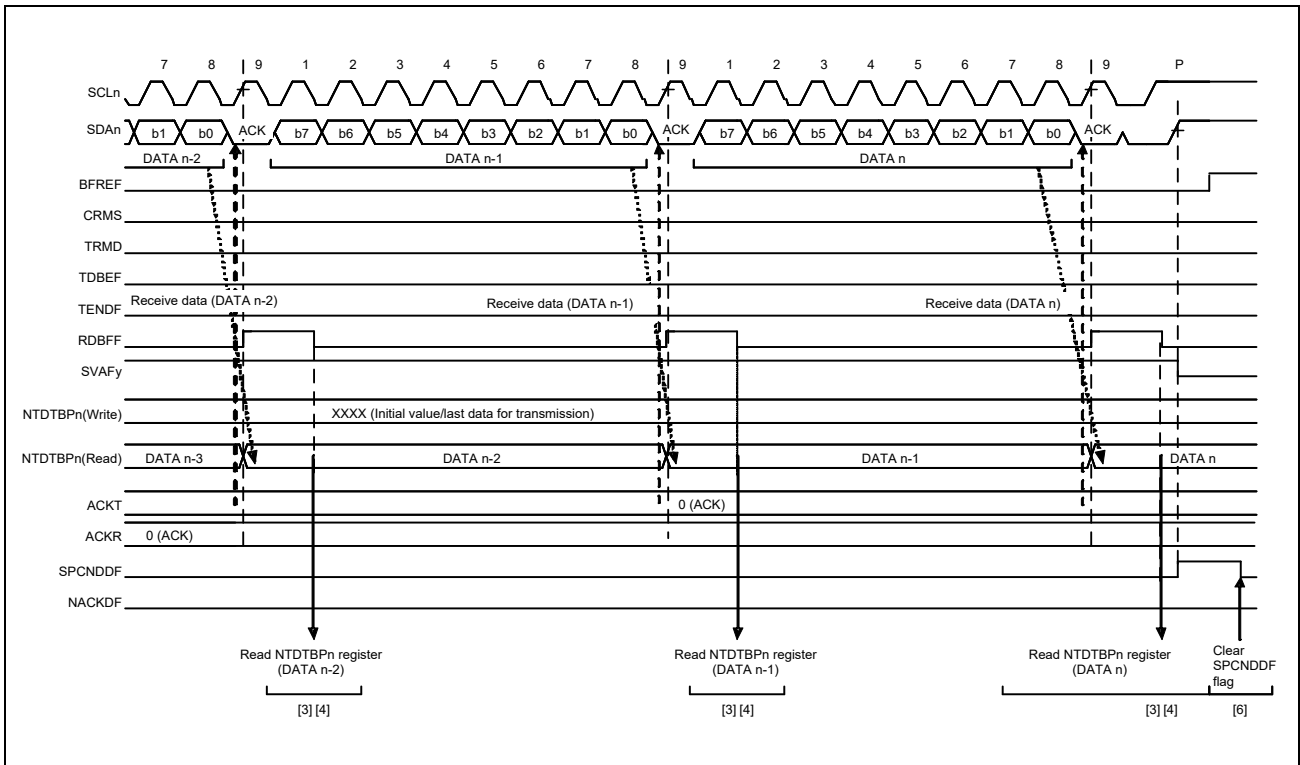 7 8 9 1 2 3 4 5 6 7 8 9 1 2 3 4 5 6 7 8 9 P
SCLn
SDAn b1 b0 ACK b7 b6 b5 b4 b3 b2 b1 b0 ACK b7 b6 b5 b4 b3 b2 b1 b0 ACK
DATA n-2 DATA n-1 DATA n
BFREF
CRMS
TRMD
TDBEF
Receive data (DATA n-2) Receive data (DATA n-1) Receive data (DATA n)
TENDF
RDBFF
SVAFy
NTDTBPn(Write) XXXX (Initial value/last data for transmission)
NTDTBPn(Read) DATA n-3 DATA n-2 DATA n-1 DATA n
ACKT 0 (ACK)
ACKR 0 (ACK)
SPCNDDF
NACKDF
Read NTDTBPn register Read NTDTBPn register Read NTDTBPn register Clear
(DATA n-2) (DATA n-1) (DATA n) SPCNDDF
flag
[3] [4] [3] [4] [3] [4] [6]